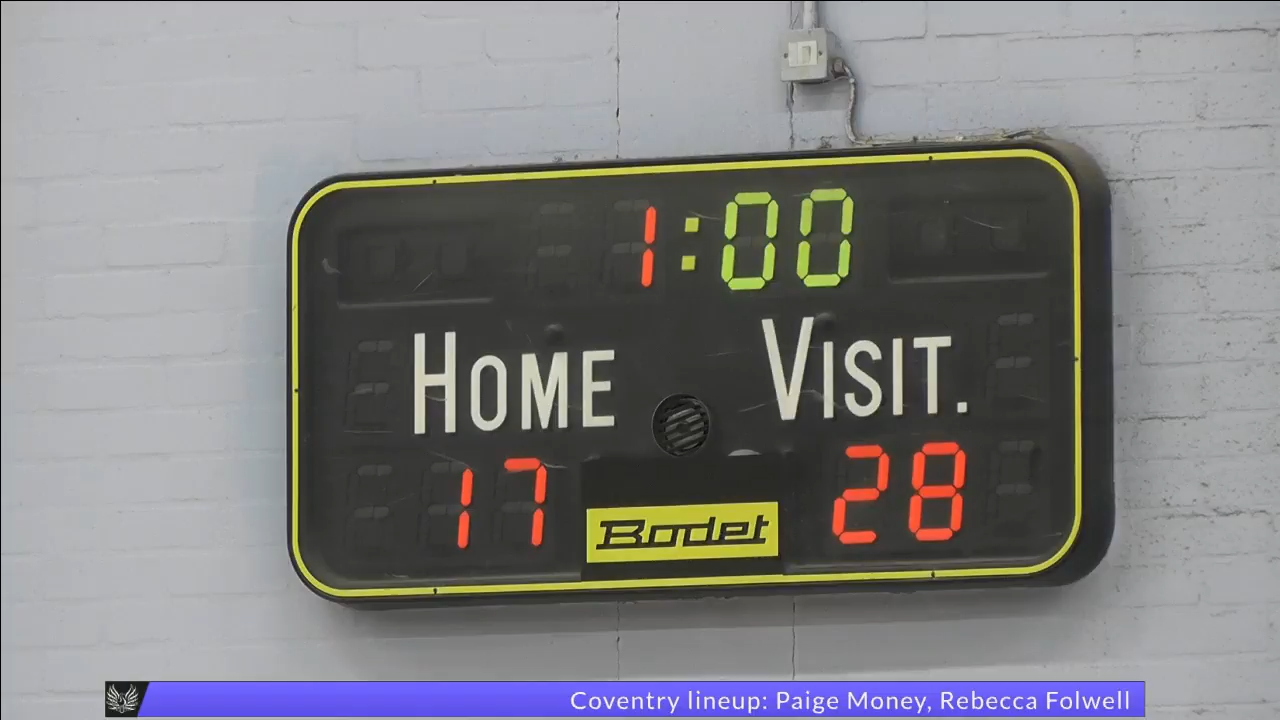 1:00
HOME VISIT.
17 28
Bodet
Coventry lineup: Paige Money, Rebecca Folwell